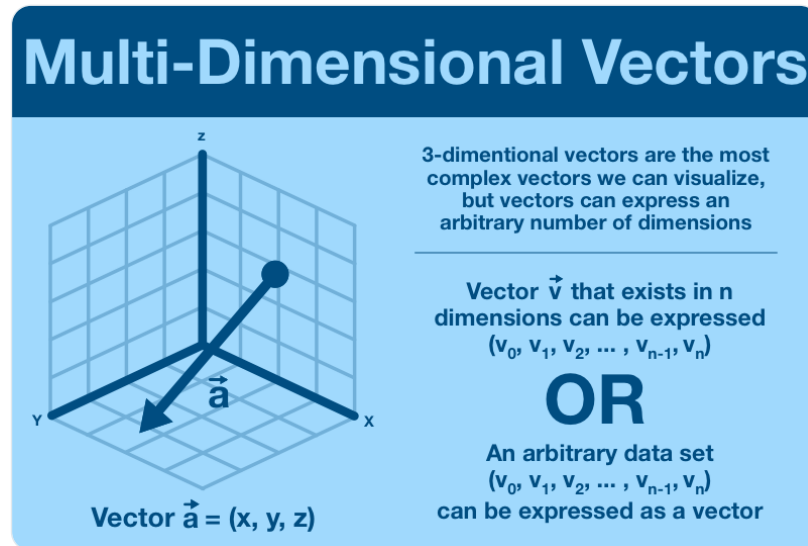 Multi-Dimensional Vectors
z
Y
X
a⃗
Vector a⃗ = (x, y, z)
3-dimentional vectors are the most
complex vectors we can visualize,
but vectors can express an
arbitrary number of dimensions
Vector v⃗ that exists in n
dimensions can be expressed
(v₀, v₁, v₂, ... , vₙ₋₁, vₙ)
OR
An arbitrary data set
(v₀, v₁, v₂, ... , vₙ₋₁, vₙ)
can be expressed as a vector